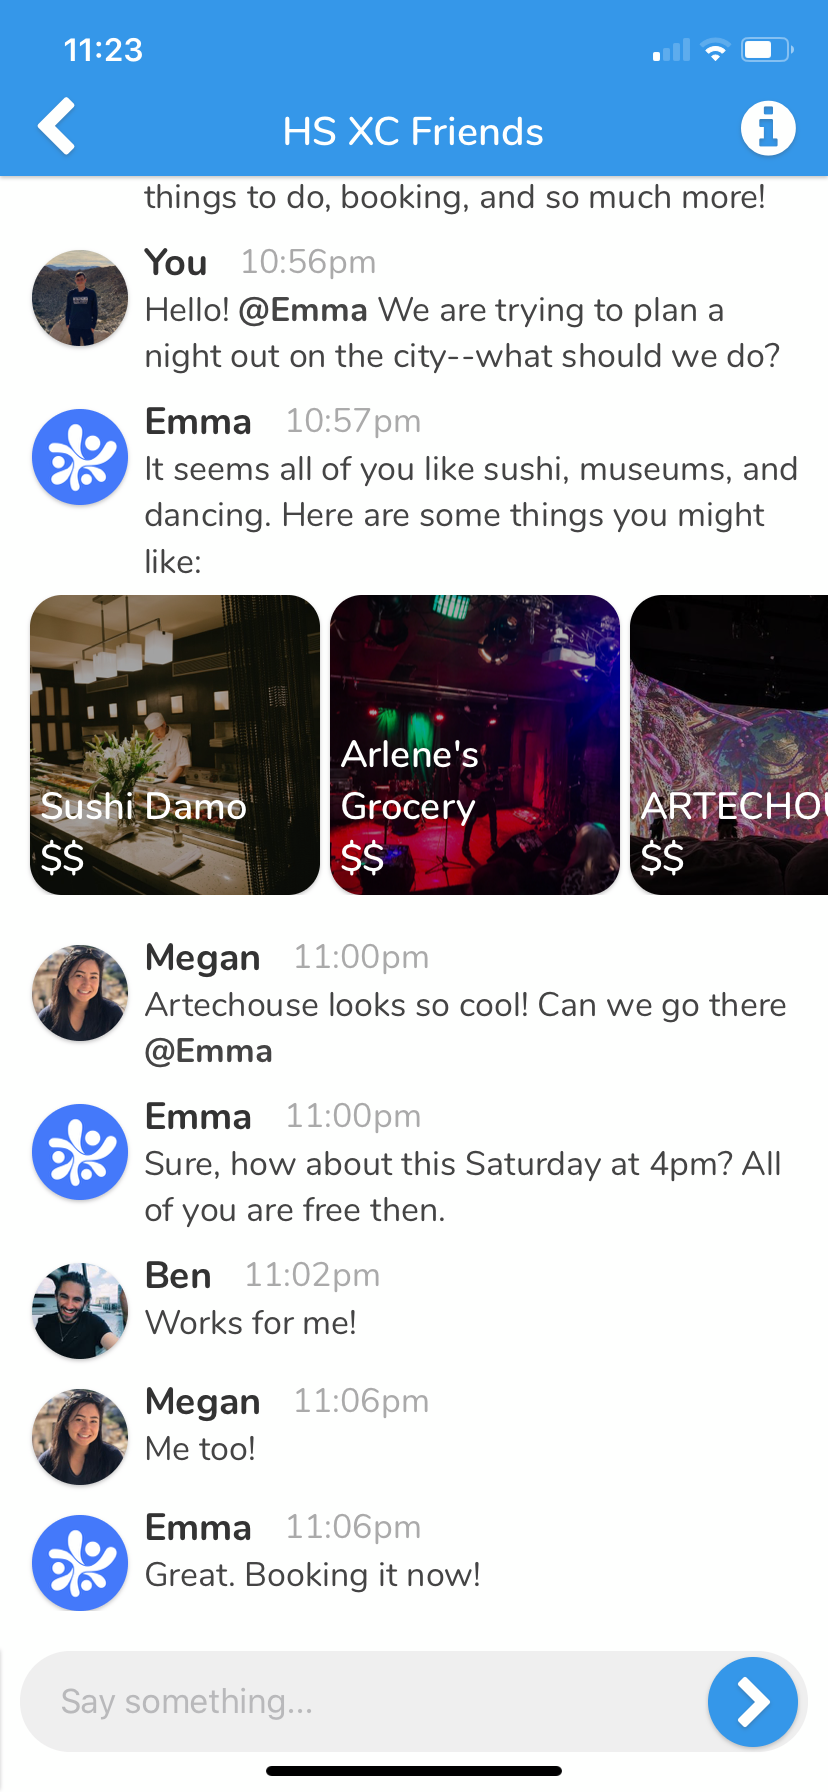 11:23
HS XC Friends
things to do, booking, and so much more!
You 10:56pm
Hello! @Emma We are trying to plan a
night out on the city--what should we do?
Emma 10:57pm
It seems all of you like sushi, museums, and
dancing. Here are some things you might
like:
Sushi Damo
$$
Arlene's
Grocery
$$
ARTECHOU
$$
Megan 11:00pm
Artechouse looks so cool! Can we go there
@Emma
Emma 11:00pm
Sure, how about this Saturday at 4pm? All
of you are free then.
Ben 11:02pm
Works for me!
Megan 11:06pm
Me too!
Emma 11:06pm
Great. Booking it now!
Say something...